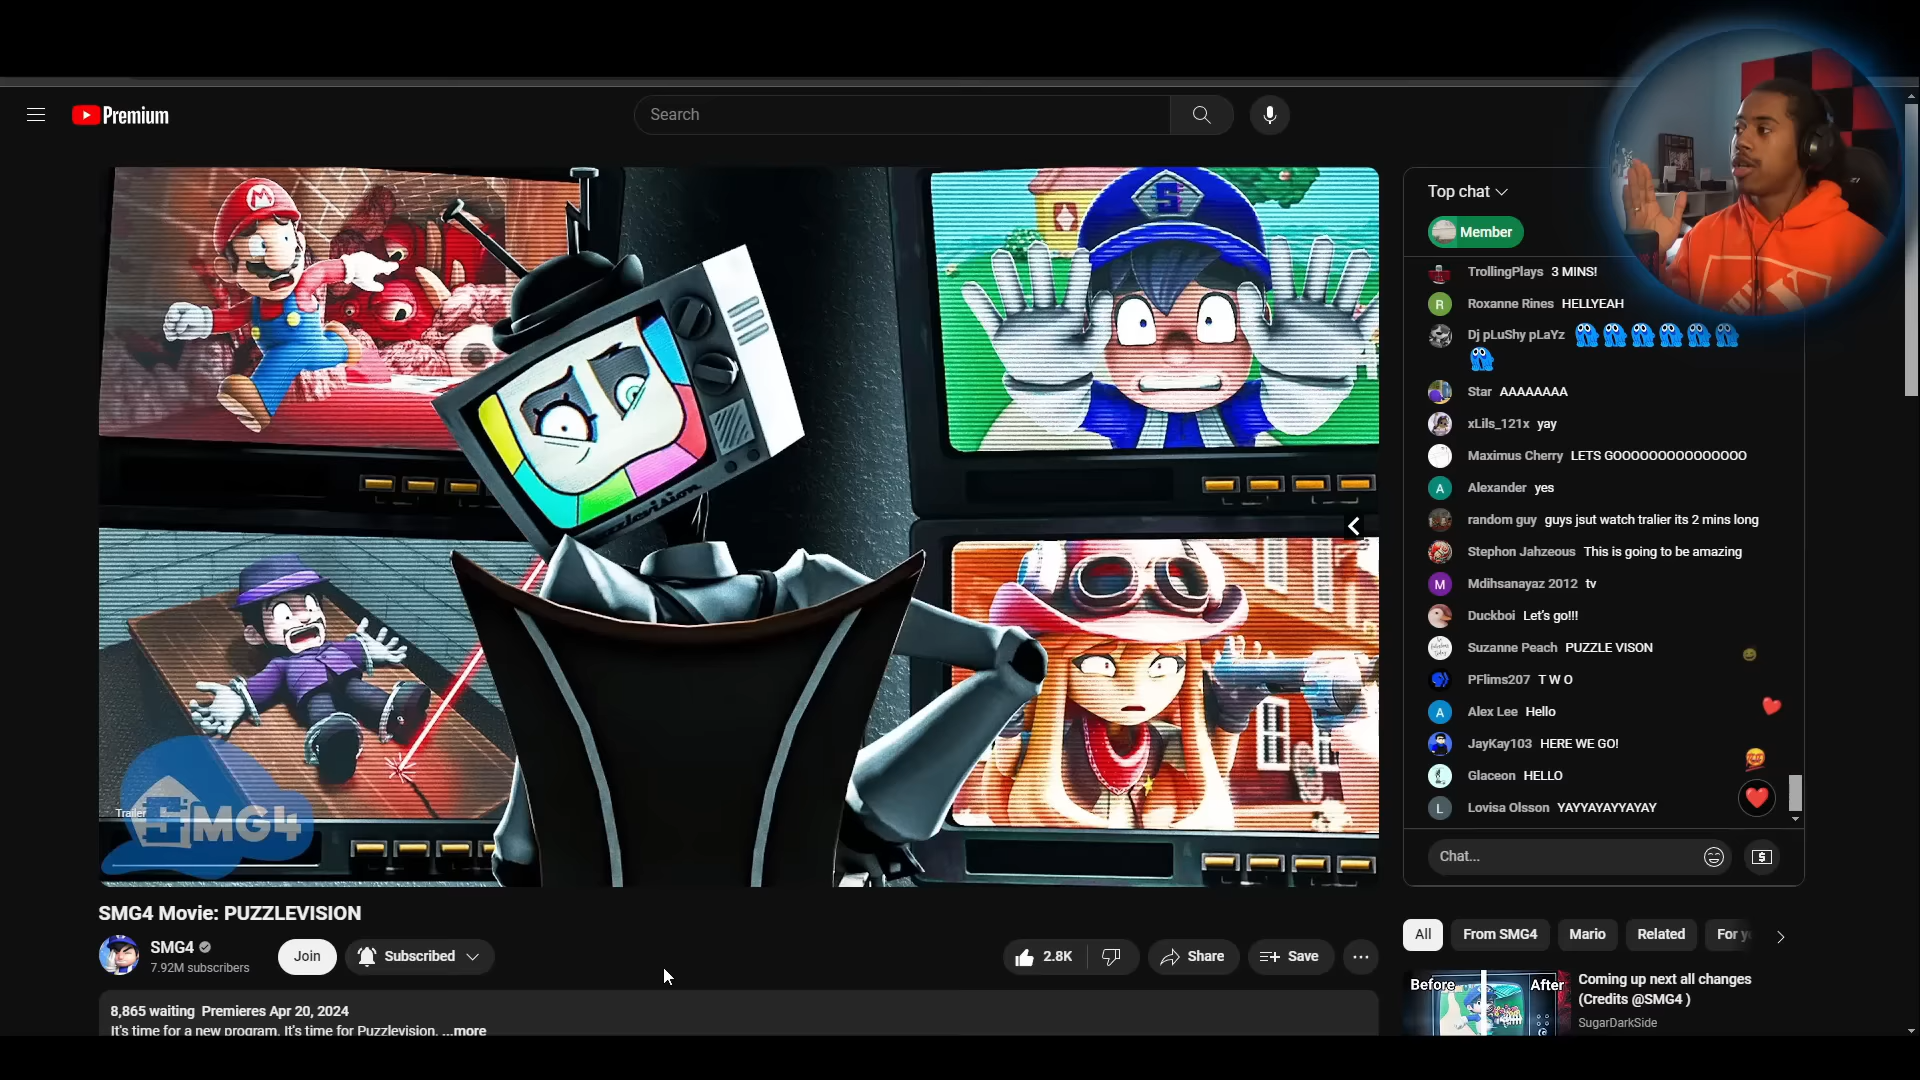 Premium
Search
Top chat
Member
TrollingPlays 3 MINS!
Roxanne Rines HELLYEAH
Dj pLuShy pLaYz
Star AAAAAAAA
xLils_121x yay
Maximus Cherry LETS GOOOOOOOOOOOOOOO
Alexander yes
random guy guys jsut watch tralier its 2 mins long
Stephon Jahzeous This is going to be amazing
Mdihsanayaz 2012 tv
Duckboi Let's go!!!
Suzanne Peach PUZZLE VISON
PFlims207 T W O
Alex Lee Hello
JayKay103 HERE WE GO!
Glaceon HELLO
Lovisa Olsson YAYYAYAYYAYAY
Chat...
Trailer
SMG4
SMG4 Movie: PUZZLEVISION
SMG4
7.92M subscribers
Join
Subscribed
2.8K
Share
Save
8,865 waiting Premieres Apr 20, 2024
It's time for a new program. It's time for Puzzlevision. ...more
All
From SMG4
Mario
Related
For
Before
After
Coming up next all changes
(Credits @SMG4 )
SugarDarkSide